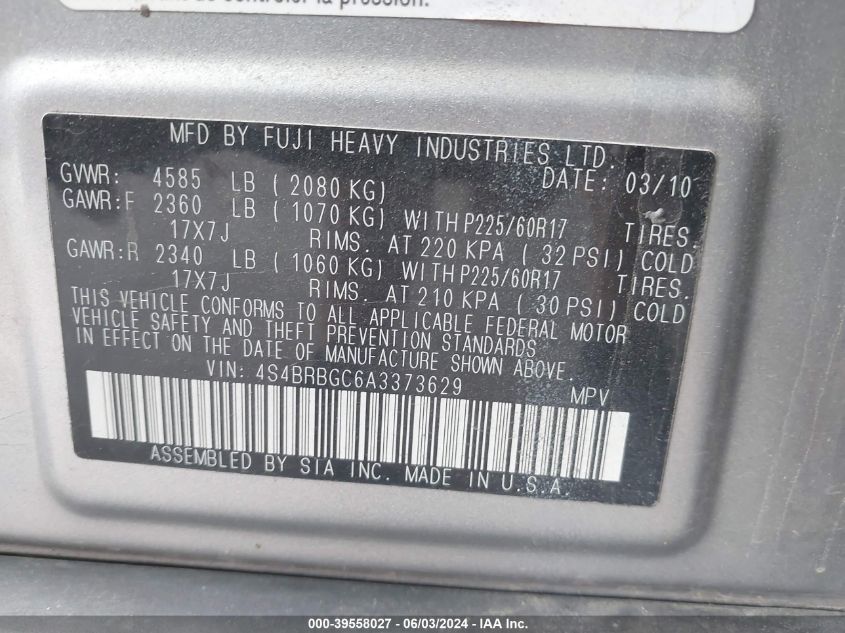 de contrôler la pression.
MFD BY FUJI HEAVY INDUSTRIES LTD.
GVWR: 4585 LB ( 2080 KG) DATE: 03/10
GAWR:F 2360 LB ( 1070 KG) WITH P225/60R17 TIRES.
17X7J RIMS. AT 220 KPA ( 32 PSI) COLD
GAWR:R 2340 LB ( 1060 KG) WITH P225/60R17 TIRES.
17X7J RIMS. AT 210 KPA ( 30 PSI) COLD
THIS VEHICLE CONFORMS TO ALL APPLICABLE FEDERAL MOTOR
VEHICLE SAFETY AND THEFT PREVENTION STANDARDS
IN EFFECT ON THE DATE OF MANUFACTURE SHOWN ABOVE.
VIN: 4S4BRBGC6A3373629 MPV
ASSEMBLED BY SIA INC. MADE IN U.S.A.
000-39558027 - 06/03/2024 - IAA Inc.